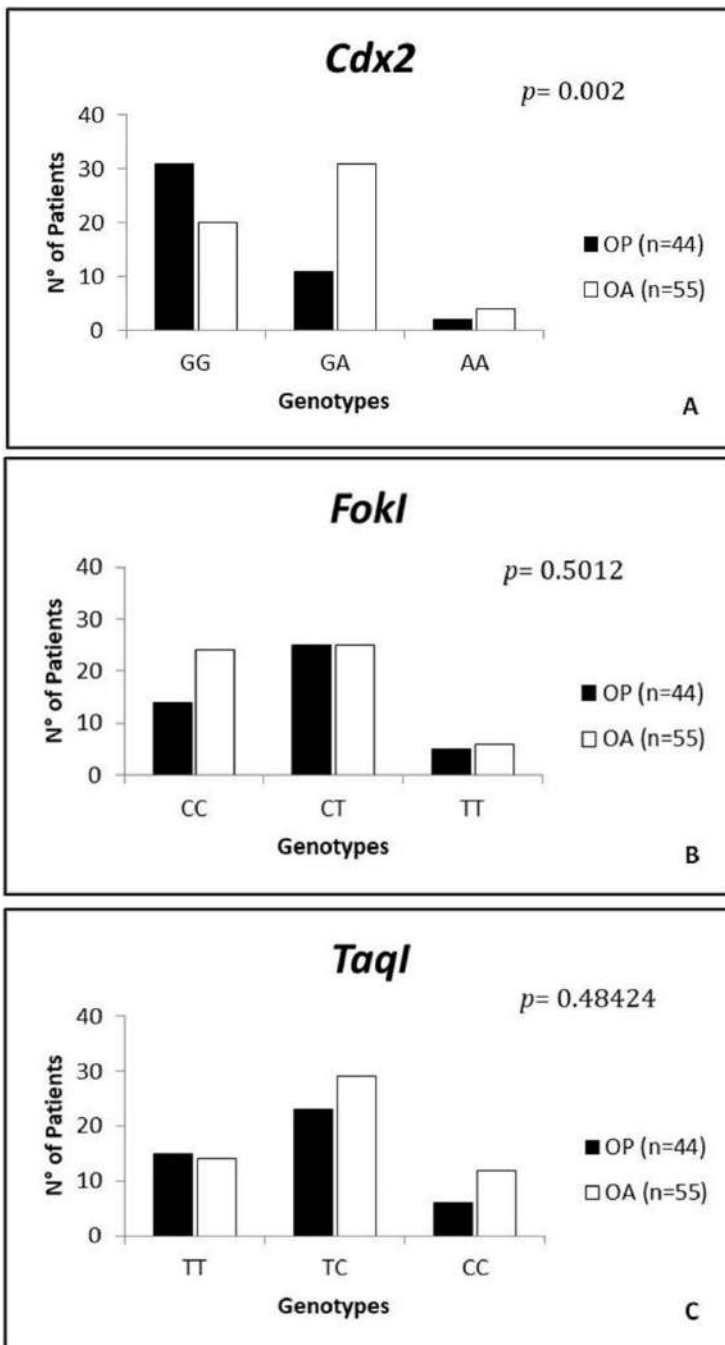 Cdx2
p= 0.002
40
30
20
10
0
N° of Patients
GG GA AA
Genotypes
OP (n=44)
OA (n=55)
A
FokI
p= 0.5012
40
30
20
10
0
N° of Patients
CC CT TT
Genotypes
OP (n=44)
OA (n=55)
B
TaqI
p= 0.48424
40
30
20
10
0
N° of Patients
TT TC CC
Genotypes
OP (n=44)
OA (n=55)
C